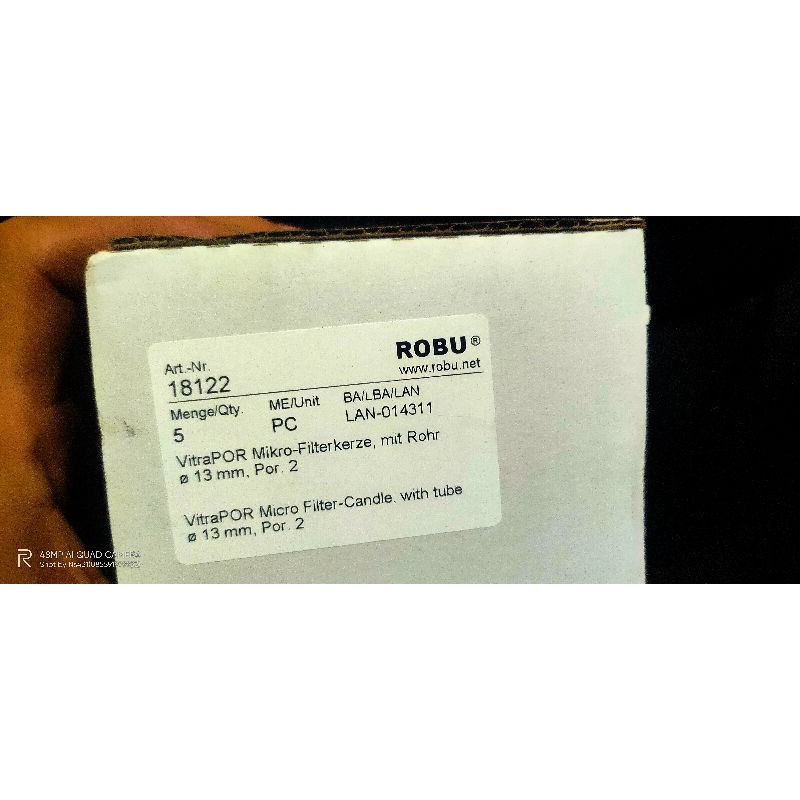 ROBU®
www.robu.net
Art.-Nr.
18122
Menge/Qty. ME/Unit BA/LBA/LAN
5 PC LAN-014311
VitraPOR Mikro-Filterkerze, mit Rohr
ø 13 mm, Por. 2
VitraPOR Micro Filter-Candle, with tube
ø 13 mm, Por. 2
R 48MP AI QUAD CAMERA
Shot by